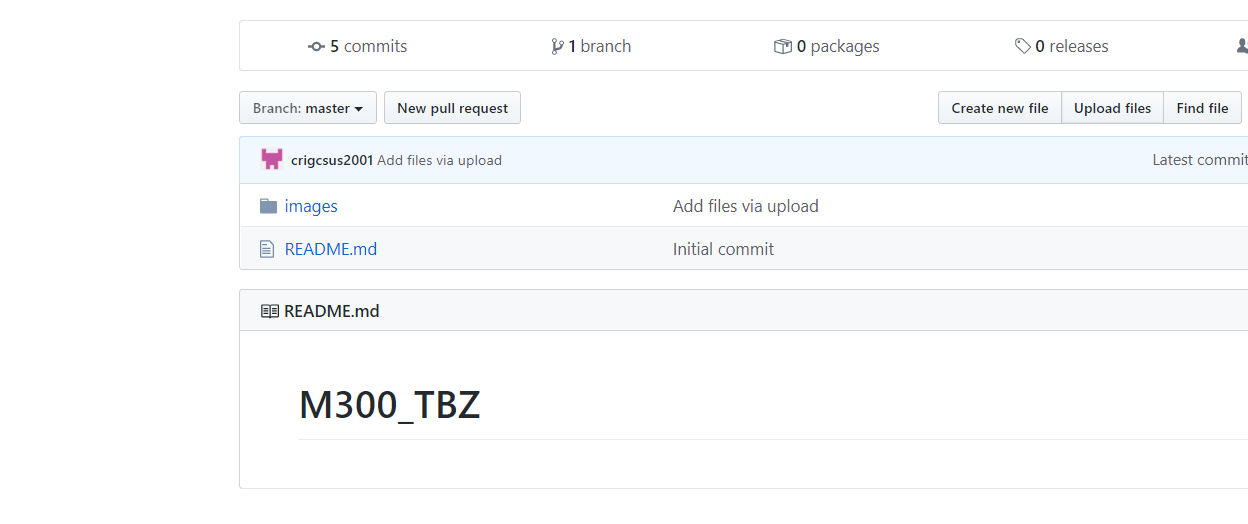 5 commits 1 branch 0 packages 0 releases
Branch: master New pull request Create new file Upload files Find file
crigcsus2001 Add files via upload Latest commit
images Add files via upload
README.md Initial commit
README.md
M300_TBZ